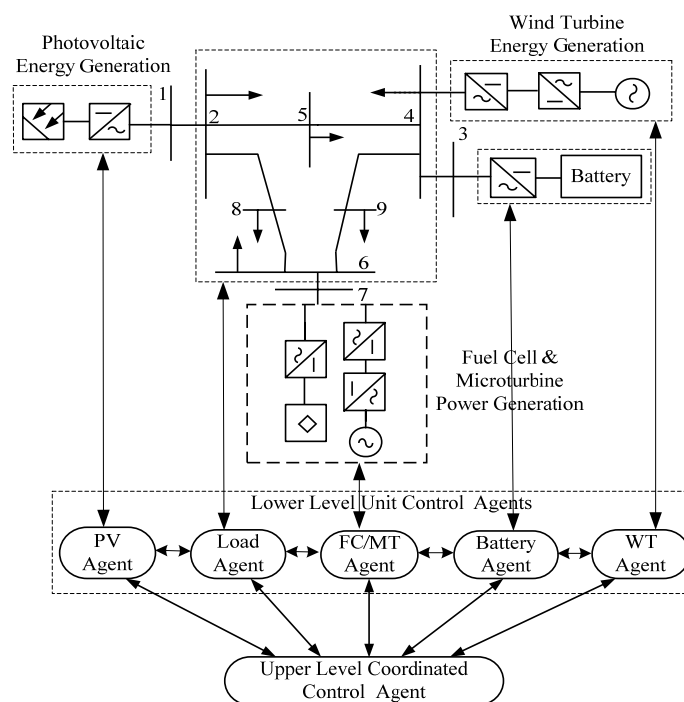 Photovoltaic
Energy Generation
Wind Turbine
Energy Generation
1
2
5
4
3
Battery
8
9
6
7
Fuel Cell &
Microturbine
Power Generation
Lower Level Unit Control Agents
PV
Agent
Load
Agent
FC/MT
Agent
Battery
Agent
WT
Agent
Upper Level Coordinated
Control Agent